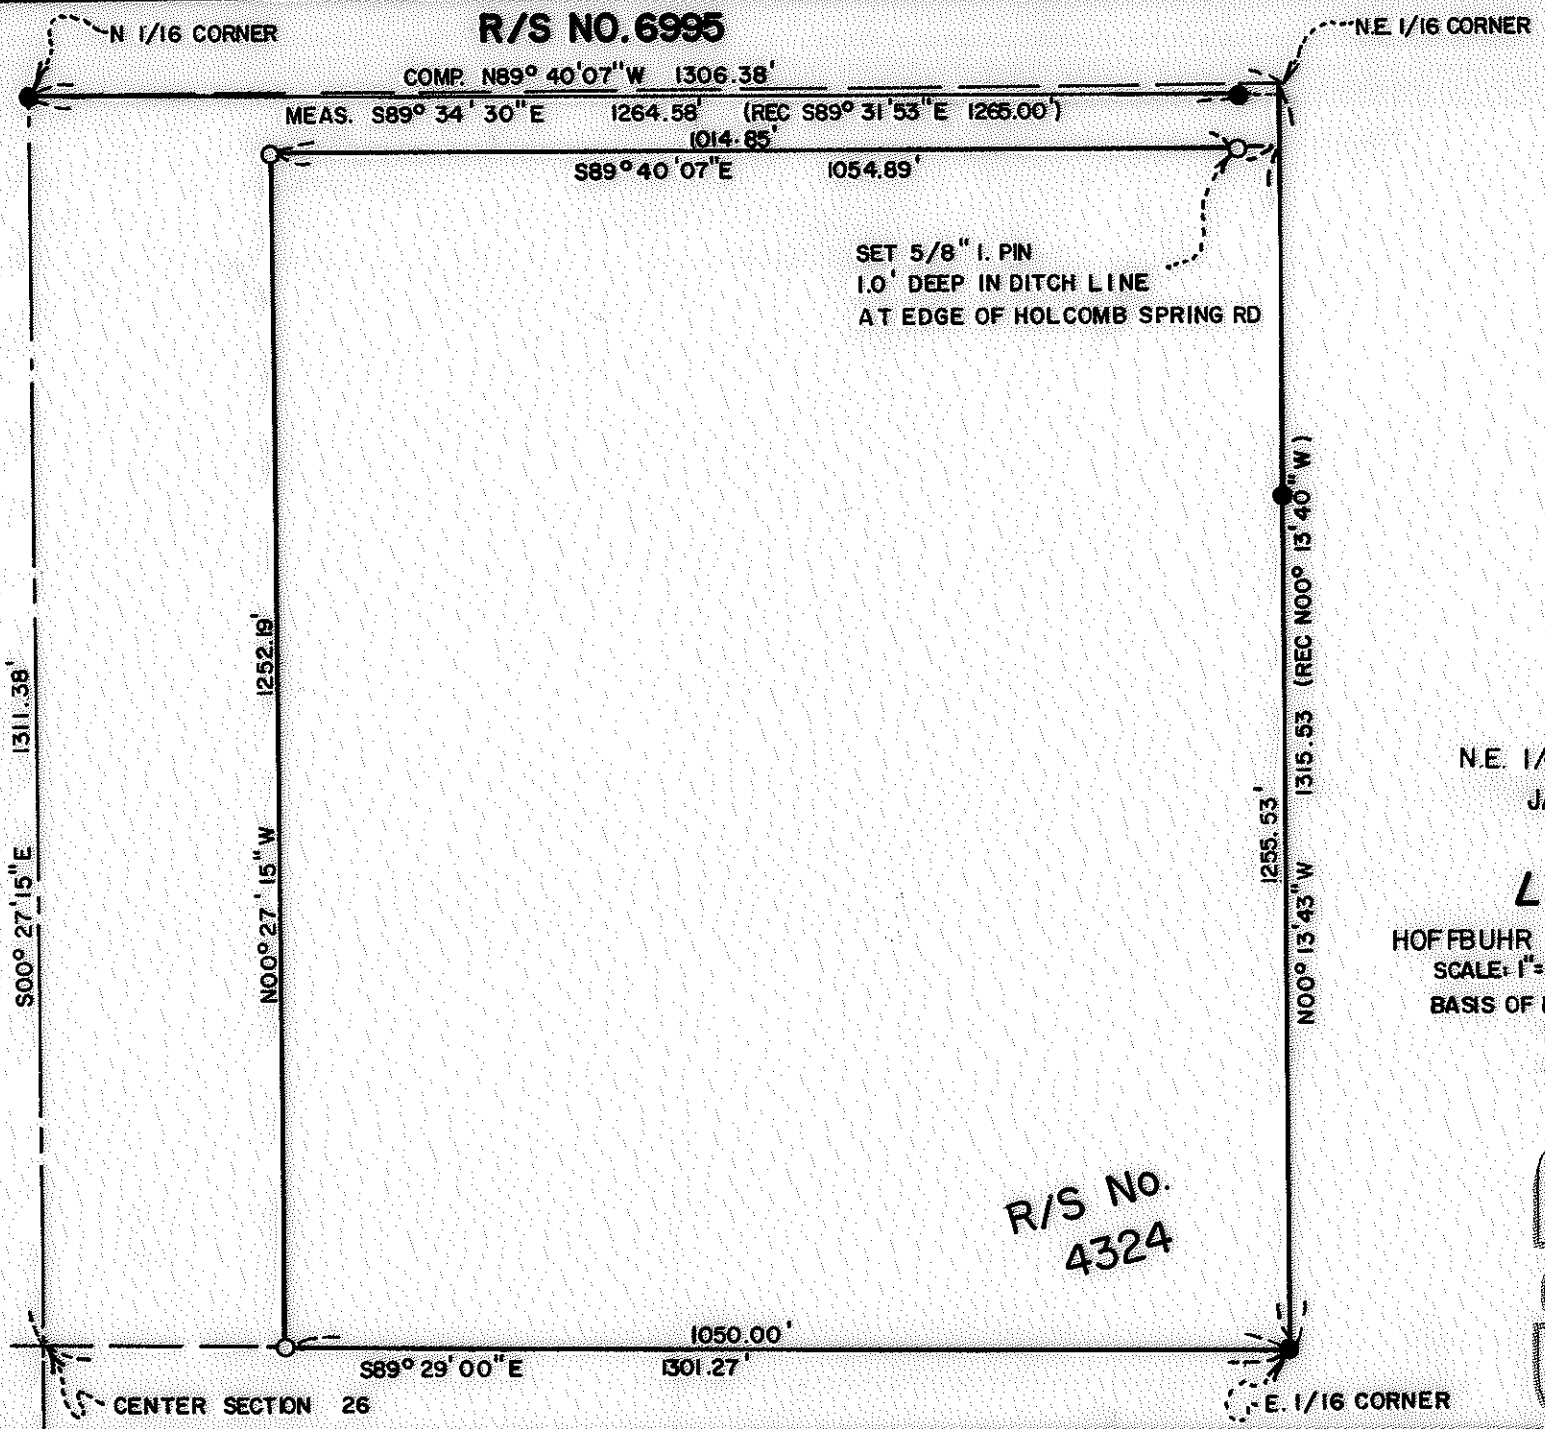 N 1/16 CORNER
R/S NO. 6995
N.E. 1/16 CORNER
COMP. N89° 40' 07" W 1306.38'
MEAS. S89° 34' 30" E 1264.58' (REC S89° 31' 53" E 1265.00')
1014.85'
S89° 40' 07" E 1054.89'
SET 5/8" I. PIN
1.0' DEEP IN DITCH LINE
AT EDGE OF HOLCOMB SPRING RD
S00° 27' 15" E 1311.38'
N00° 27' 15" W 1252.19'
1255.53'
N00° 13' 43" W 1315.53 (REC N00° 13' 40" W)
N.E. 1/
JA
L
HOFFBUHR
SCALE: 1"=
BASIS OF
R/S No.
4324
1050.00'
S89° 29' 00" E 1301.27'
CENTER SECTION 26
E. 1/16 CORNER